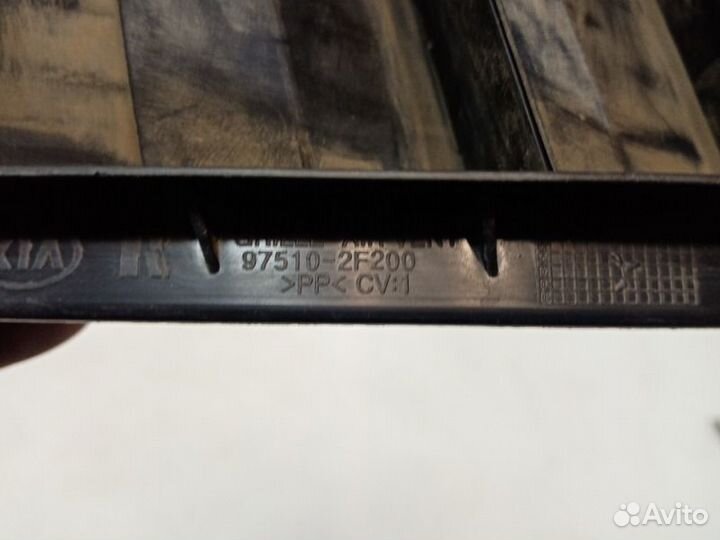 KIA
R
GRILLE-AIR VENT
97510-2F200
>PP< CV:1
Avito